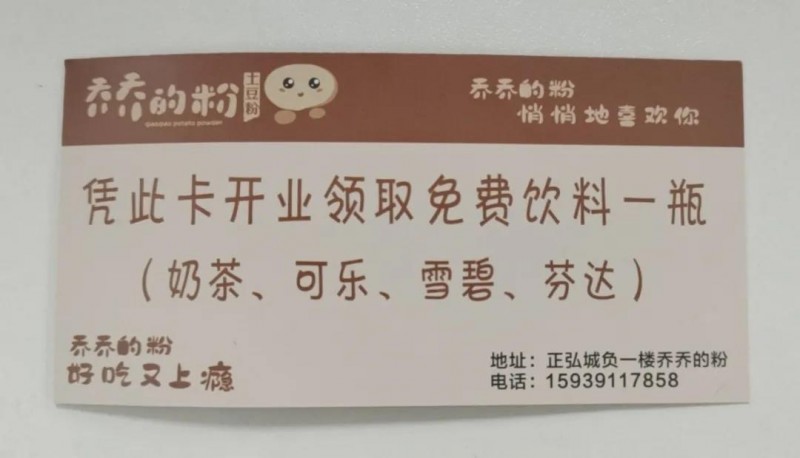 乔乔的粉
土豆粉
qiaoqiao potato powder
乔乔的粉
悄悄地喜欢你
凭此卡开业领取免费饮料一瓶
（奶茶、可乐、雪碧、芬达）
乔乔的粉
好吃又上瘾
地址：正弘城负一楼乔乔的粉
电话：15939117858